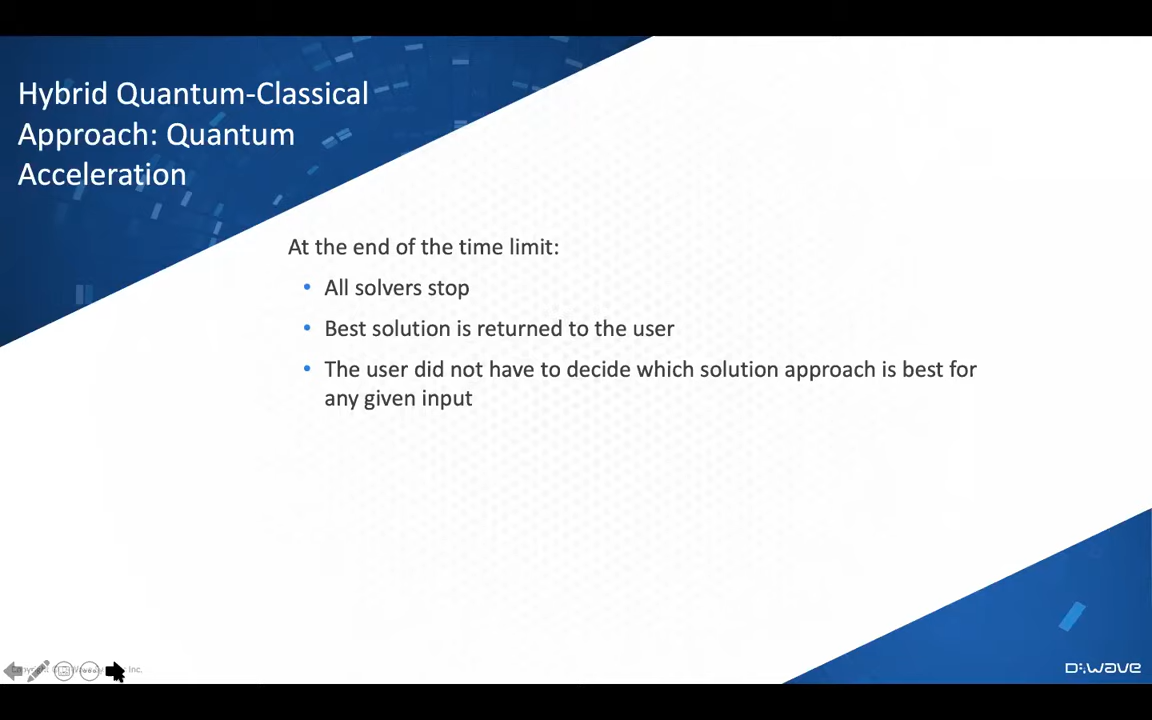 Hybrid Quantum-Classical
Approach: Quantum
Acceleration
At the end of the time limit:
• All solvers stop
• Best solution is returned to the user
• The user did not have to decide which solution approach is best for
any given input
Inc.
D:wave